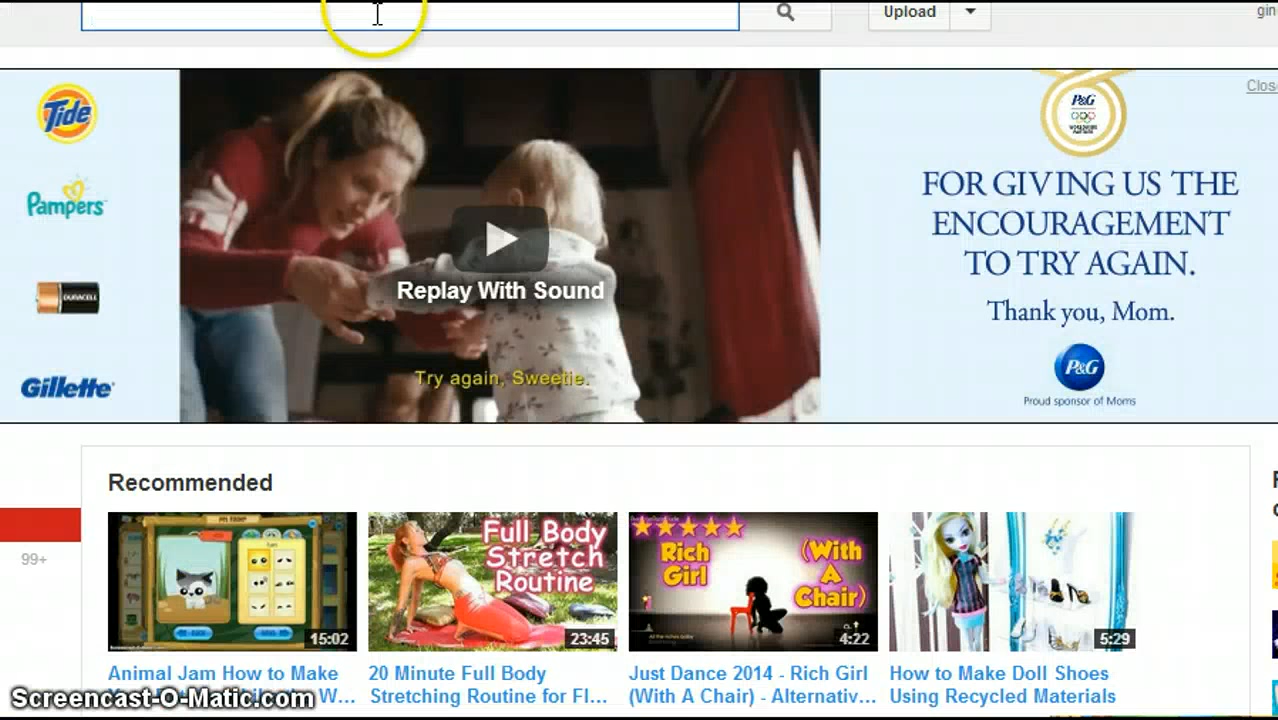 Upload
gin
Close
Tide
Pampers
DURACELL
Gillette
Replay With Sound
Try again, Sweetie.
P&G
WORLDWIDE
PARTNER
FOR GIVING US THE
ENCOURAGEMENT
TO TRY AGAIN.
Thank you, Mom.
P&G
Proud sponsor of Moms
Recommended
99+
15:02
Full Body
Stretch
Routine
23:45
Rich
Girl
(With
A
Chair)
4:22
5:29
Animal Jam How to Make
20 Minute Full Body
Stretching Routine for Fl...
Just Dance 2014 - Rich Girl
(With A Chair) - Alternativ...
How to Make Doll Shoes
Using Recycled Materials
W...
Screencast-O-Matic.com